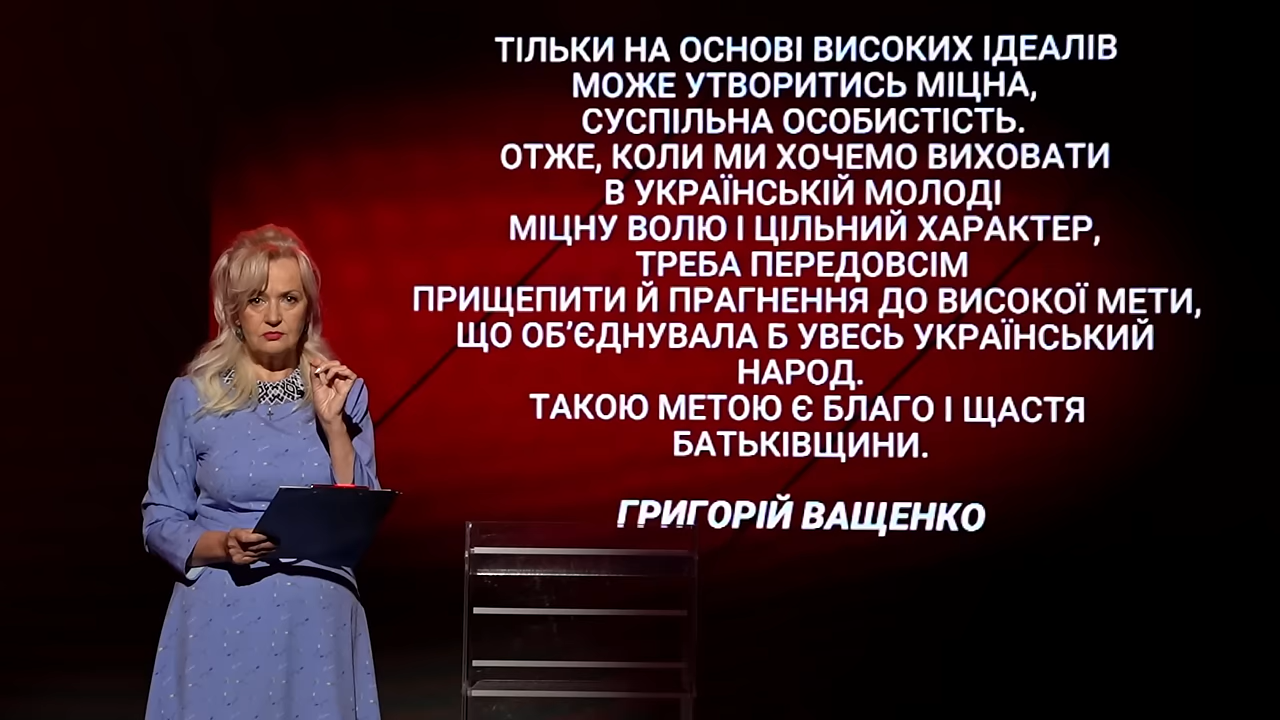 ТІЛЬКИ НА ОСНОВІ ВИСОКИХ ІДЕАЛІВ
МОЖЕ УТВОРИТИСЬ МІЦНА,
СУСПІЛЬНА ОСОБИСТІСТЬ.
ОТЖЕ, КОЛИ МИ ХОЧЕМО ВИХОВАТИ
В УКРАЇНСЬКІЙ МОЛОДІ
МІЦНУ ВОЛЮ І ЦІЛЬНИЙ ХАРАКТЕР,
ТРЕБА ПЕРЕДОВСІМ
ПРИЩЕПИТИ Й ПРАГНЕННЯ ДО ВИСОКОЇ МЕТИ,
ЩО ОБ’ЄДНУВАЛА Б УВЕСЬ УКРАЇНСЬКИЙ
НАРОД.
ТАКОЮ МЕТОЮ Є БЛАГО І ЩАСТЯ
БАТЬКІВЩИНИ.
ГРИГОРІЙ ВАЩЕНКО